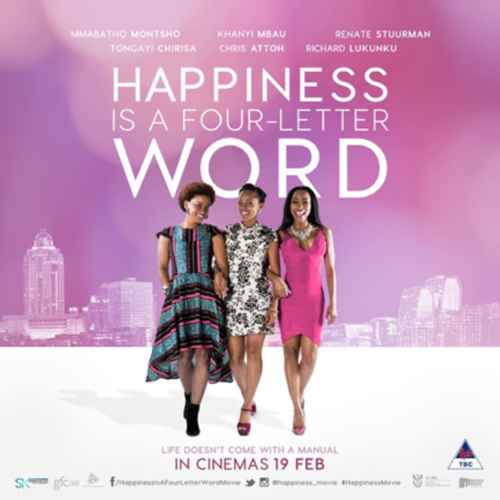 MMABATHO MONTSHO KHANYI MBAU RENATE STUURMAN
TONGAYI CHIRISA CHRIS ATTOH RICHARD LUKUNKU
HAPPINESS
IS A FOUR-LETTER
WORD
LIFE DOESN'T COME WITH A MANUAL
IN CINEMAS 19 FEB
TBC
gfc
f/HappinessIsAFourLetterWordMovie @happiness_movie #HappinessMovie